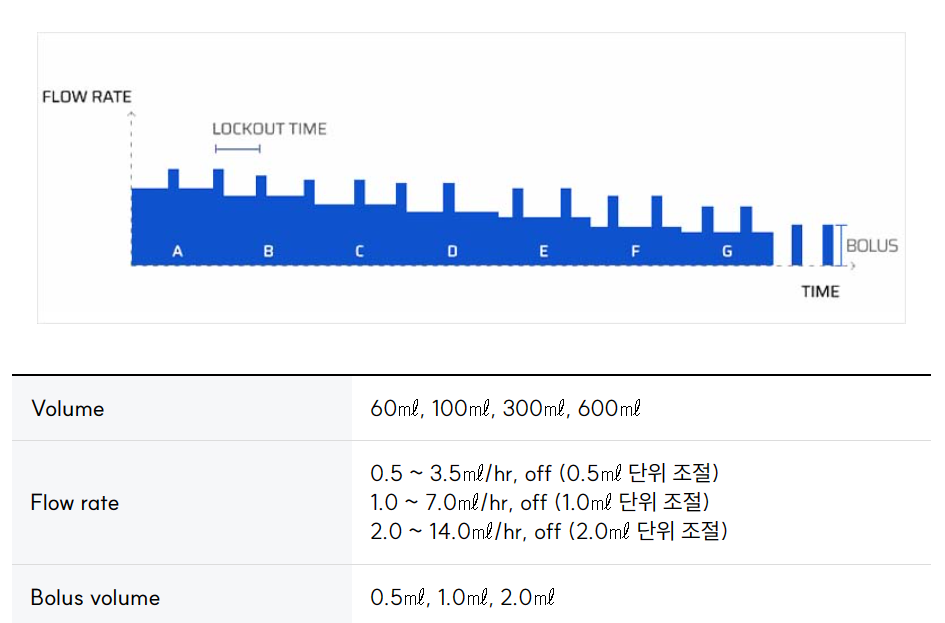 FLOW RATE
LOCKOUT TIME
A B C D E F G
BOLUS
TIME
Volume
60㎖, 100㎖, 300㎖, 600㎖
Flow rate
0.5 ~ 3.5㎖/hr, off (0.5㎖ 단위 조절)
1.0 ~ 7.0㎖/hr, off (1.0㎖ 단위 조절)
2.0 ~ 14.0㎖/hr, off (2.0㎖ 단위 조절)
Bolus volume
0.5㎖, 1.0㎖, 2.0㎖